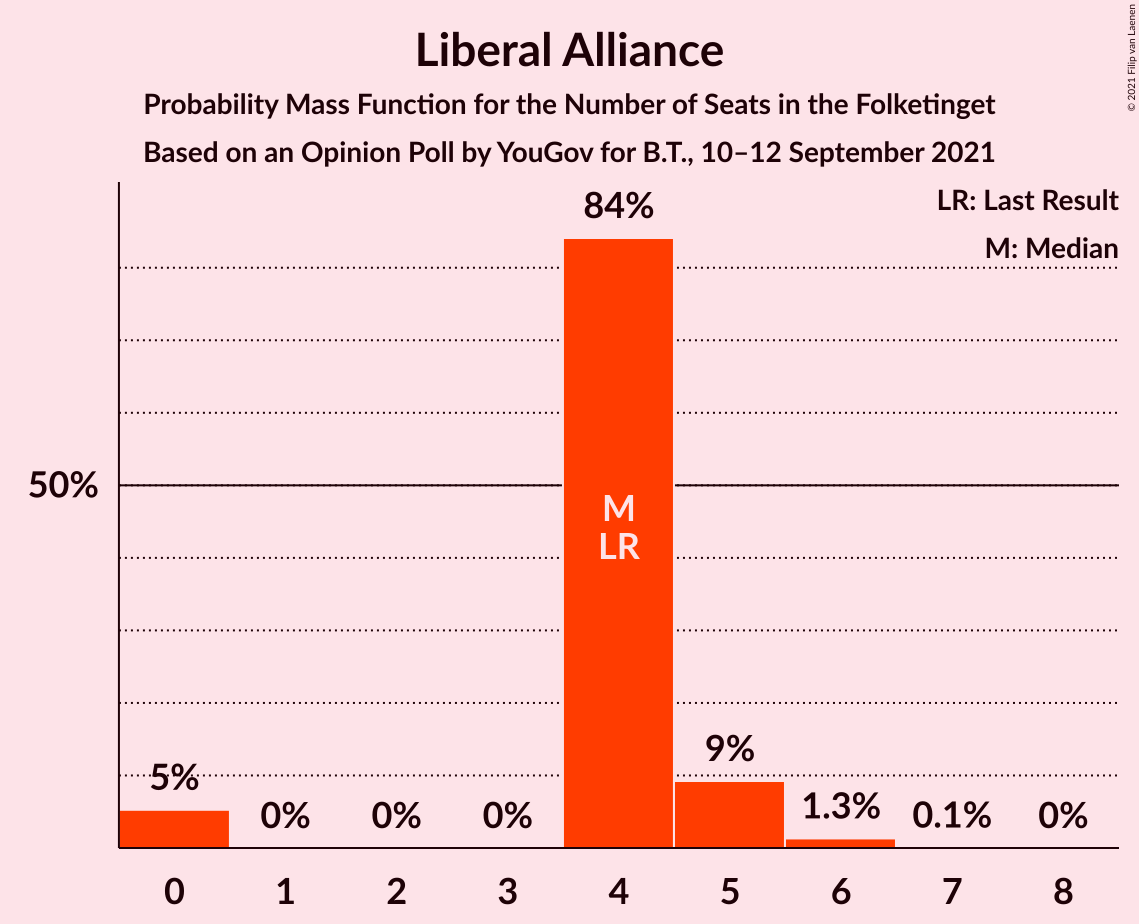 Liberal Alliance
Probability Mass Function for the Number of Seats in the Folketinget
Based on an Opinion Poll by YouGov for B.T., 10–12 September 2021
© 2021 Filip van Laenen
LR: Last Result
M: Median
84%
50%
M
LR
5%
0%
0%
0%
9%
1.3%
0.1%
0%
0 1 2 3 4 5 6 7 8